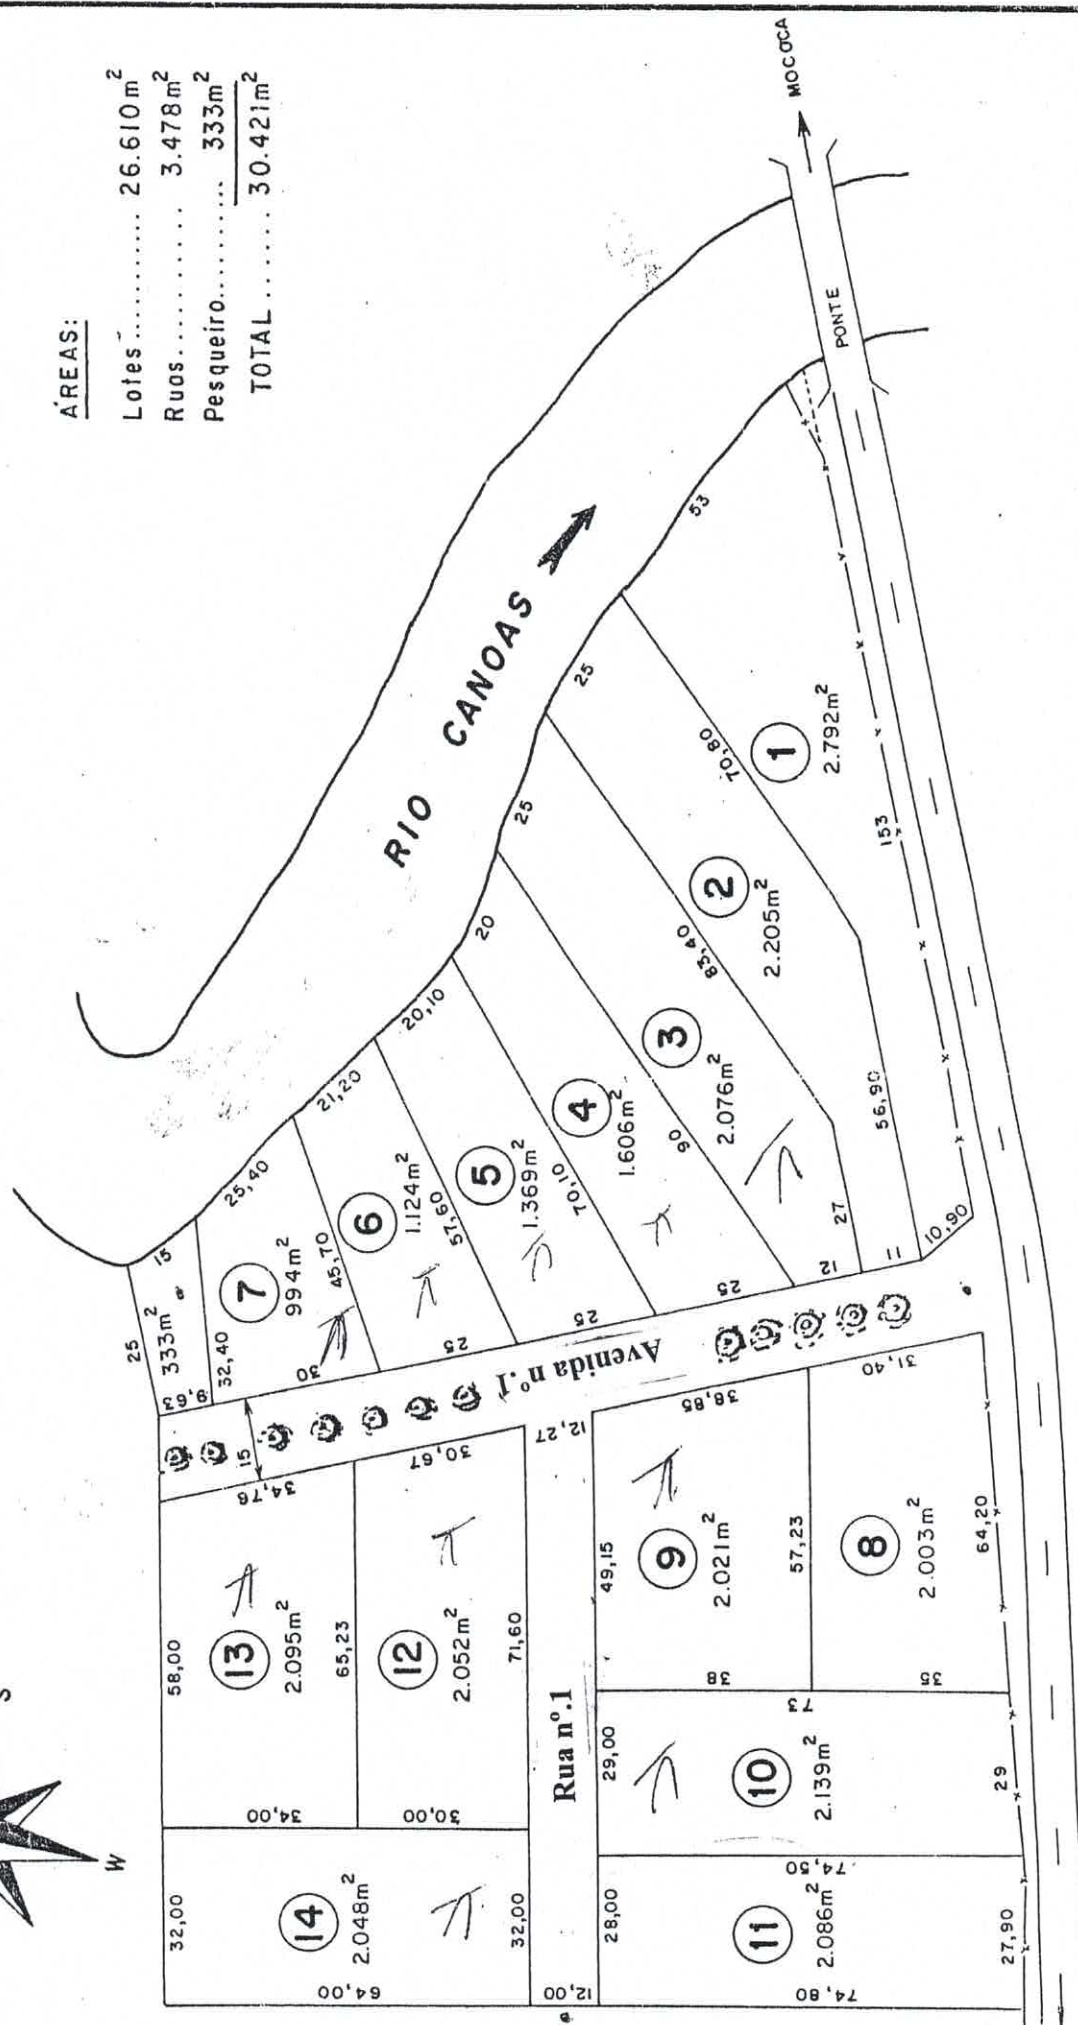 ÁREAS:
Lotes ........... 26.610m²
Ruas .......... 3.478m²
Pesqueiro ........ 333m²
TOTAL ...... 30.421m²
MOCOCA
PONTE
RIO CANOAS
53
25
25
20
20,10
21,20
25,40
15
25
333m²
9,63
32,40
7
994m²
30
45,70
6
1.124m²
25
57,60
5
1.369m²
25
70,10
4
1.606m²
25
90
3
2.076m²
12
27
83,40
2
2.205m²
11
56,90
70,80
1
2.792m²
153
10,90
Avenida nº.1
15
34,76
30,67
12,27
38,85
31,40
58,00
13
2.095m²
34,00
65,23
12
2.052m²
30,00
71,60
32,00
14
2.048m²
64,00
32,00
Rua nº.1
12,00
49,15
9
2.021m²
38
57,23
8
2.003m²
35
64,20
29,00
73
10
2.139m²
29
28,00
74,50
11
2.086m²
74,80
27,90
S
W